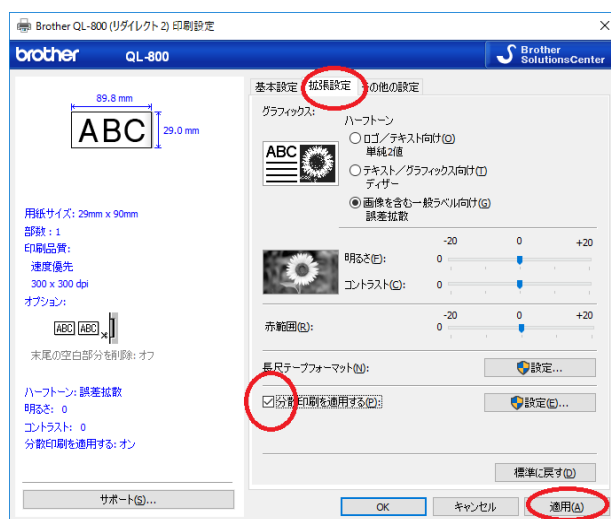 Brother QL-800 (リダイレクト 2) 印刷設定
brother QL-800
Brother
SolutionsCenter
89.8 mm
ABC
29.0 mm
用紙サイズ: 29mm x 90mm
部数 : 1
印刷品質:
速度優先
300 x 300 dpi
オプション:
ABC ABC
末尾の空白部分を削除: オフ
ハーフトーン: 誤差拡散
明るさ: 0
コントラスト: 0
分散印刷を適用する: オン
サポート(S)...
基本設定 拡張設定 その他の設定
グラフィックス:
ABC
ハーフトーン
ロゴ/テキスト向け(O)
単純2値
テキスト/グラフィックス向け(T)
ディザー
画像を含む一般ラベル向け(G)
誤差拡散
-20 0 +20
明るさ(F): 0
コントラスト(C): 0
-20 0 +20
赤範囲(R): 0
長尺テープフォーマット(N): 設定...
分散印刷を適用する(P): 設定(E)...
標準に戻す(D)
OK キャンセル 適用(A)